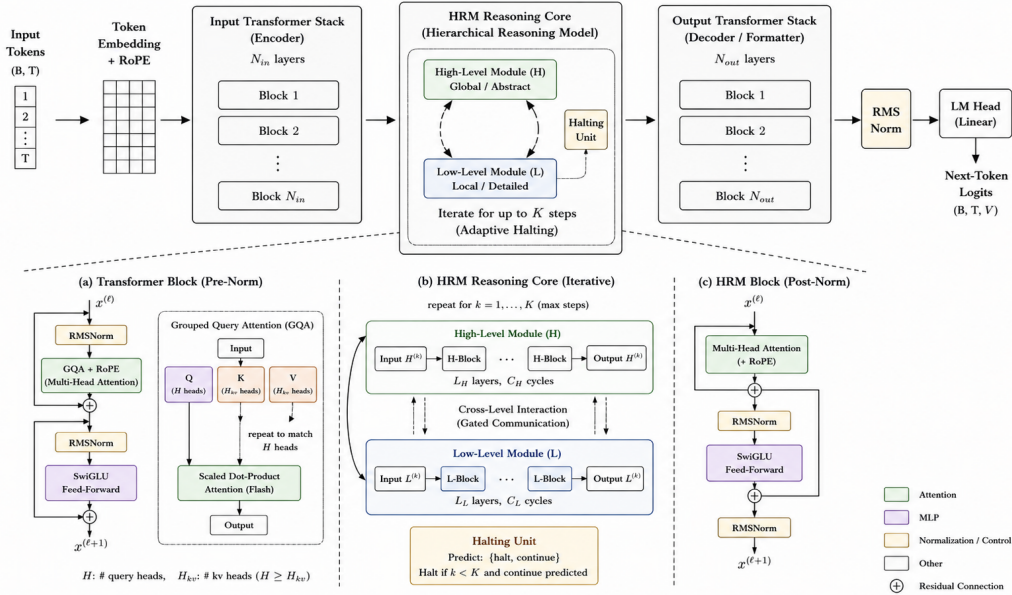 Input
Tokens
(B, T)
1
2
⋮
T
Token
Embedding
+ RoPE
Input Transformer Stack
(Encoder)
N_in layers
Block 1
Block 2
⋮
Block N_in
HRM Reasoning Core
(Hierarchical Reasoning Model)
High-Level Module (H)
Global / Abstract
Halting
Unit
Low-Level Module (L)
Local / Detailed
Iterate for up to K steps
(Adaptive Halting)
Output Transformer Stack
(Decoder / Formatter)
N_out layers
Block 1
Block 2
⋮
Block N_out
RMS
Norm
LM Head
(Linear)
Next-Token
Logits
(B, T, V)
(a) Transformer Block (Pre-Norm)
x^(ℓ)
RMSNorm
GQA + RoPE
(Multi-Head Attention)
+
RMSNorm
SwiGLU
Feed-Forward
+
x^(ℓ+1)
Grouped Query Attention (GQA)
Input
Q
(H heads)
K
(H_kv heads)
V
(H_kv heads)
repeat to match
H heads
Scaled Dot-Product
Attention (Flash)
Output
H: # query heads, H_kv: # kv heads (H ≥ H_kv)
(b) HRM Reasoning Core (Iterative)
repeat for k = 1, . . . , K (max steps)
High-Level Module (H)
Input H^(k)
H-Block
· · ·
H-Block
Output H^(k)
L_H layers, C_H cycles
Cross-Level Interaction
(Gated Communication)
Low-Level Module (L)
Input L^(k)
L-Block
· · ·
L-Block
Output L^(k)
L_L layers, C_L cycles
Halting Unit
Predict: {halt, continue}
Halt if k < K and continue predicted
(c) HRM Block (Post-Norm)
x^(ℓ)
Multi-Head Attention
(+ RoPE)
+
RMSNorm
SwiGLU
Feed-Forward
+
RMSNorm
x^(ℓ+1)
Attention
MLP
Normalization / Control
Other
+ Residual Connection